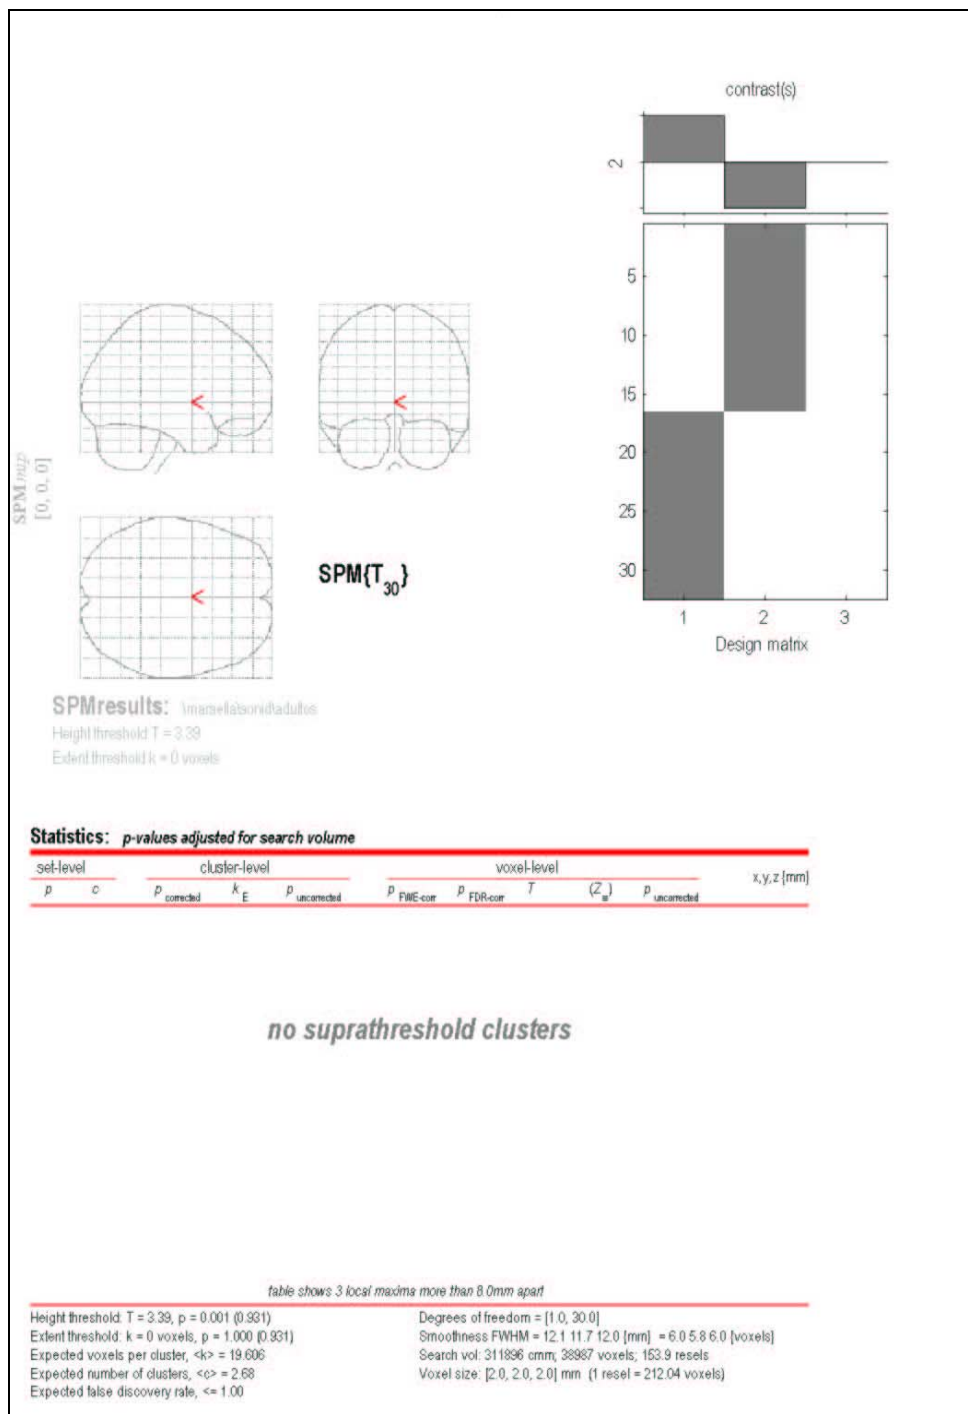 contrast(s)
2
5
10
15
20
25
30
1 2 3
Design matrix
SPMmip
[0, 0, 0]
SPM{T30}
SPMresults:
Height threshold T = 3.39
Extent threshold k = 0 voxels
Statistics: p-values adjusted for search volume
set-level cluster-level voxel-level x,y,z {mm}
p c p corrected k E p uncorrected p FWE-corr p FDR-corr T (Z≡) p uncorrected
no suprathreshold clusters
table shows 3 local maxima more than 8.0mm apart
Height threshold: T = 3.39, p = 0.001 (0.931)
Extent threshold: k = 0 voxels, p = 1.000 (0.931)
Expected voxels per cluster, <k> = 19.606
Expected number of clusters, <c> = 2.68
Expected false discovery rate, <= 1.00
Degrees of freedom = [1.0, 30.0]
Smoothness FWHM = 12.1 11.7 12.0 {mm} = 6.0 5.8 6.0 {voxels}
Search vol: 311896 cmm; 38987 voxels; 153.9 resels
Voxel size: [2.0, 2.0, 2.0] mm (1 resel = 212.04 voxels)